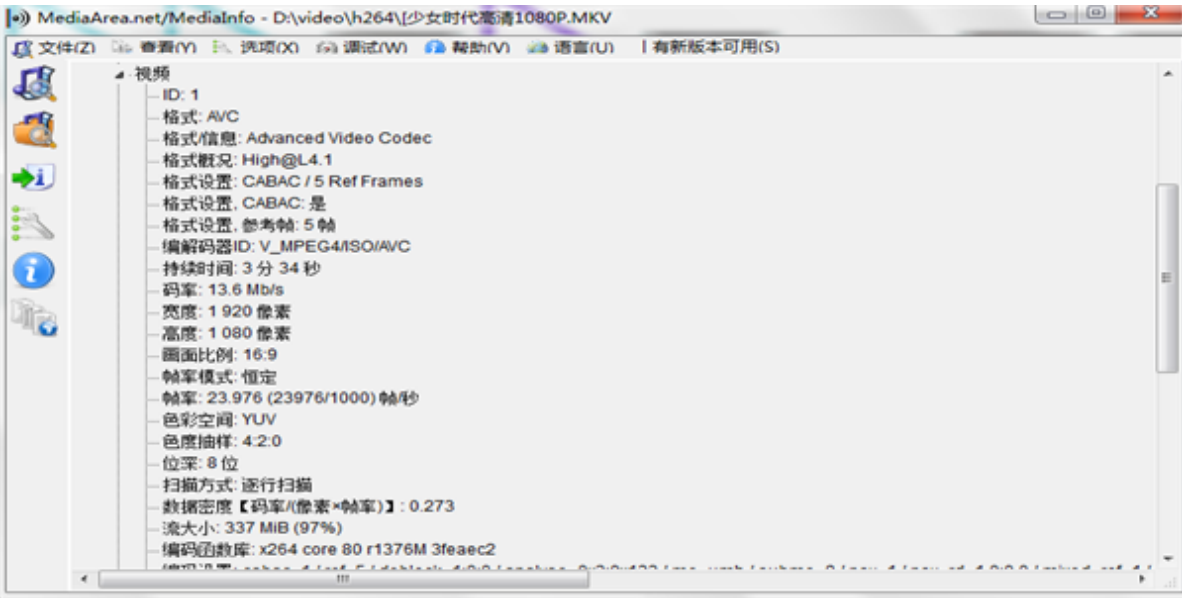 MediaArea.net/MediaInfo - D:\video\h264\[少女时代高清1080P.MKV
文件(Z) 查看(Y) 选项(X) 调试(W) 帮助(V) 语言(U) | 有新版本可用(S)
视频
ID: 1
格式: AVC
格式/信息: Advanced Video Codec
格式概况: High@L4.1
格式设置: CABAC / 5 Ref Frames
格式设置, CABAC: 是
格式设置, 参考帧: 5 帧
编解码器ID: V_MPEG4/ISO/AVC
持续时间: 3 分 34 秒
码率: 13.6 Mb/s
宽度: 1 920 像素
高度: 1 080 像素
画面比例: 16:9
帧率模式: 恒定
帧率: 23.976 (23976/1000) 帧/秒
色彩空间: YUV
色度抽样: 4:2:0
位深: 8 位
扫描方式: 逐行扫描
数据密度【码率/(像素×帧率)】: 0.273
流大小: 337 MiB (97%)
编码函数库: x264 core 80 r1376M 3feaec2